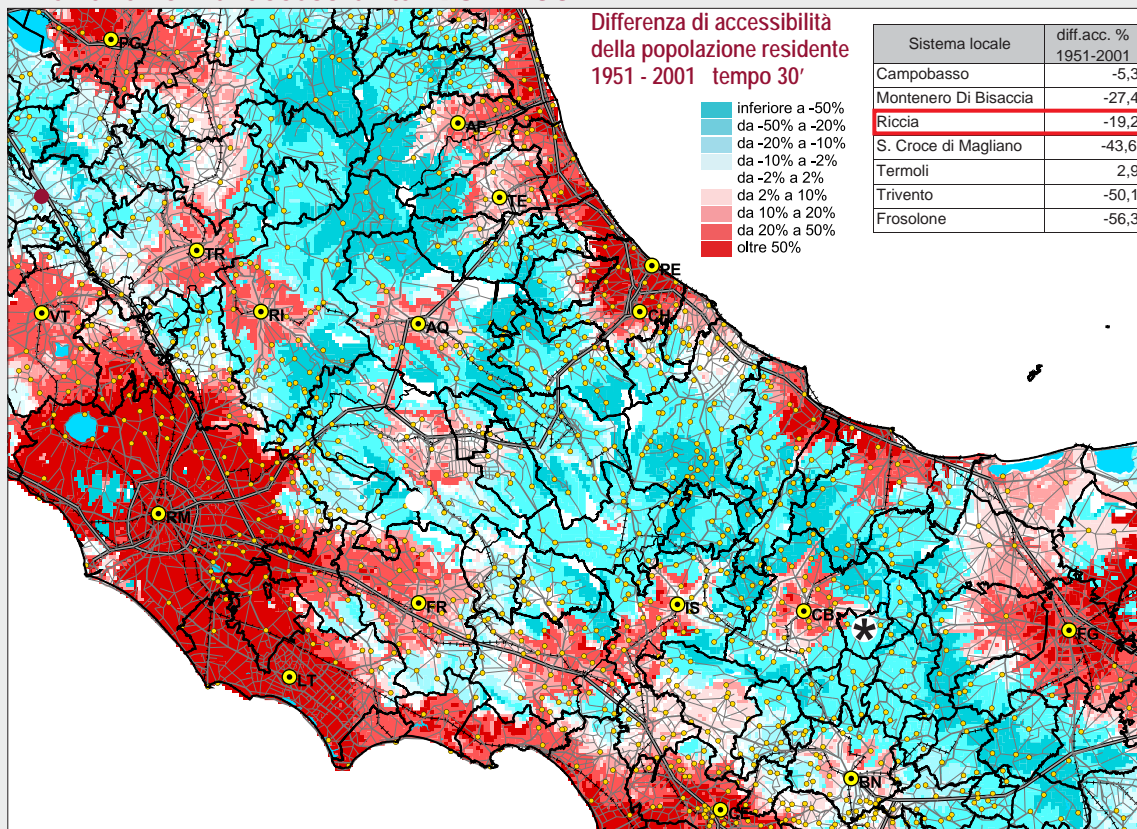 Differenza di accessibilità
della popolazione residente
1951 - 2001 tempo 30'
inferiore a -50%
da -50% a -20%
da -20% a -10%
da -10% a -2%
da -2% a 2%
da 2% a 10%
da 10% a 20%
da 20% a 50%
oltre 50%
Sistema locale diff.acc. % 1951-2001
Campobasso -5,3
Montenero Di Bisaccia -27,4
Riccia -19,2
S. Croce di Magliano -43,6
Termoli 2,9
Trivento -50,1
Frosolone -56,3
PG
AP
TE
TR
PE
VT
RI
AQ
CH
RM
FR
IS
CB
*
FG
LT
BN
CE